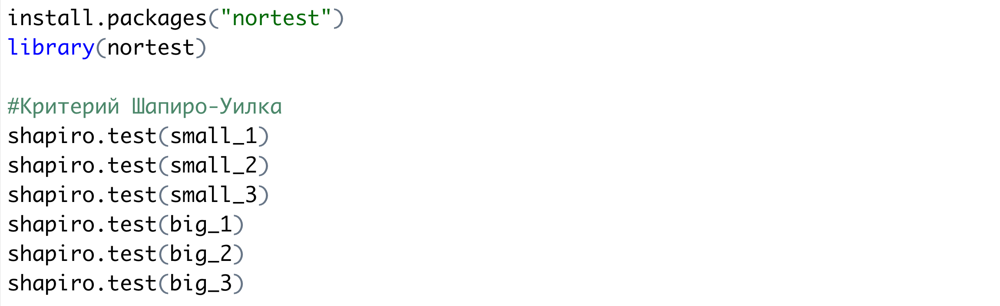 install.packages("nortest")
library(nortest)
#Критерий Шапиро-Уилка
shapiro.test(small_1)
shapiro.test(small_2)
shapiro.test(small_3)
shapiro.test(big_1)
shapiro.test(big_2)
shapiro.test(big_3)